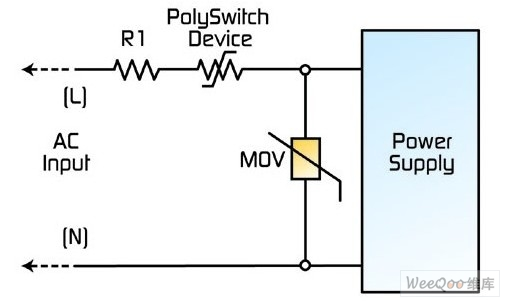 PolySwitch
Device
R1
(L)
AC
Input
MOV
Power
Supply
(N)
WeeQoo维库